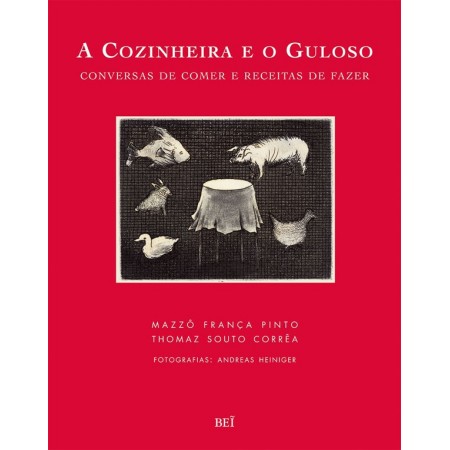 A COZINHEIRA E O GULOSO
CONVERSAS DE COMER E RECEITAS DE FAZER
MAZZÔ FRANÇA PINTO
THOMAZ SOUTO CORRÊA
FOTOGRAFIAS: ANDREAS HEINIGER
BEĨ